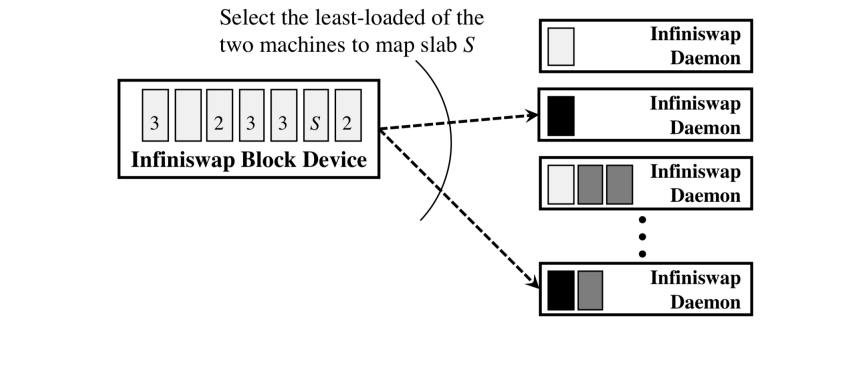 Select the least-loaded of the
two machines to map slab S
3 2 3 3 S 2
Infiniswap Block Device
Infiniswap
Daemon
Infiniswap
Daemon
Infiniswap
Daemon
Infiniswap
Daemon